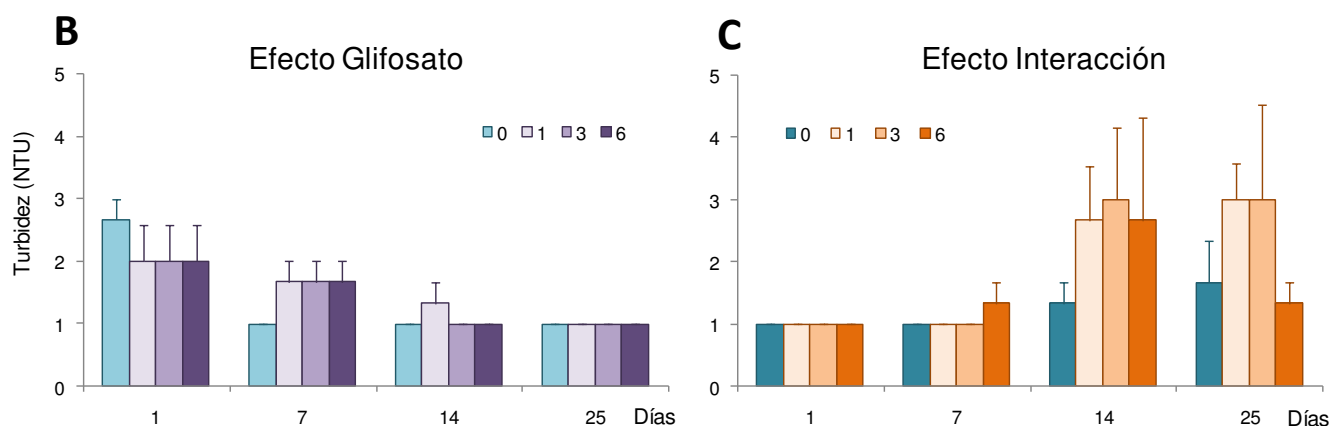 B
Efecto Glifosato
5
4
3
2
1
0
Turbidez (NTU)
0 1 3 6
1 7 14 25 Días
C
Efecto Interacción
5
4
3
2
1
0
0 1 3 6
1 7 14 25 Días